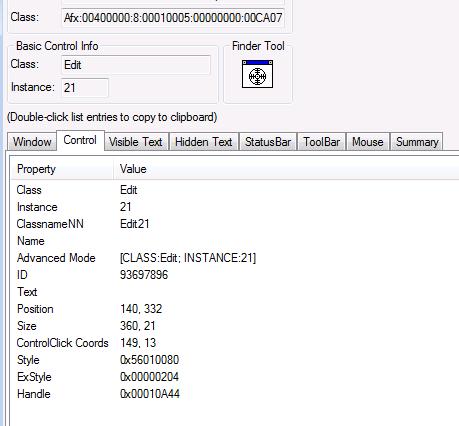 Class: Afx:00400000:8:00010005:00000000:00CA07
Basic Control Info
Finder Tool
Class: Edit
Instance: 21
(Double-click list entries to copy to clipboard)
Window Control Visible Text Hidden Text StatusBar ToolBar Mouse Summary
Property Value
Class Edit
Instance 21
ClassnameNN Edit21
Name
Advanced Mode [CLASS:Edit; INSTANCE:21]
ID 93697896
Text
Position 140, 332
Size 360, 21
ControlClick Coords 149, 13
Style 0x56010080
ExStyle 0x00000204
Handle 0x00010A44